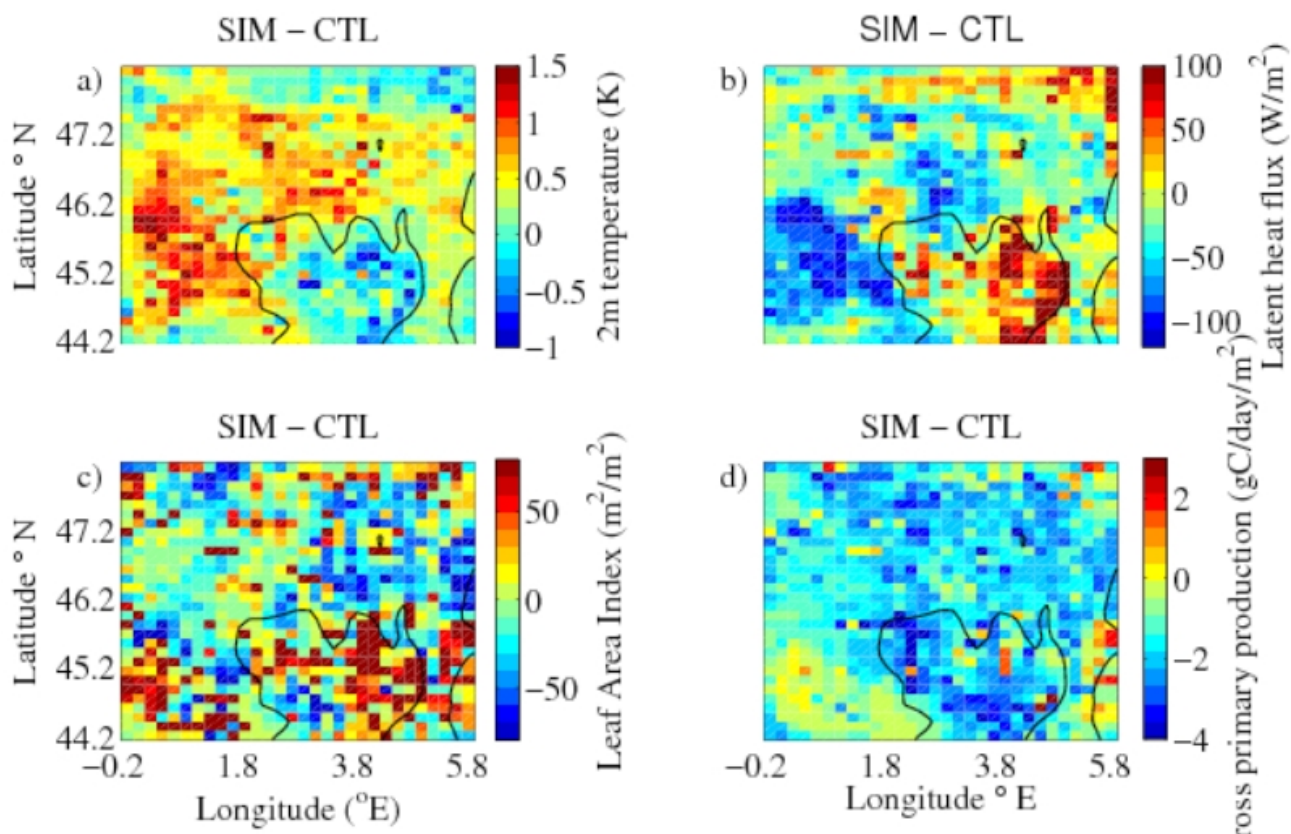 SIM – CTL
a)
47.2
46.2
45.2
44.2
Latitude ° N
1.5
1
0.5
0
−0.5
−1
2m temperature (K)
SIM – CTL
b)
100
50
0
−50
−100
Latent heat flux (W/m²)
SIM – CTL
c)
47.2
46.2
45.2
44.2
Latitude ° N
−0.2 1.8 3.8 5.8
Longitude (°E)
50
0
−50
Leaf Area Index (m²/m²)
SIM – CTL
d)
−0.2 1.8 3.8 5.8
Longitude ° E
2
0
−2
−4
ross primary production (gC/day/m²)